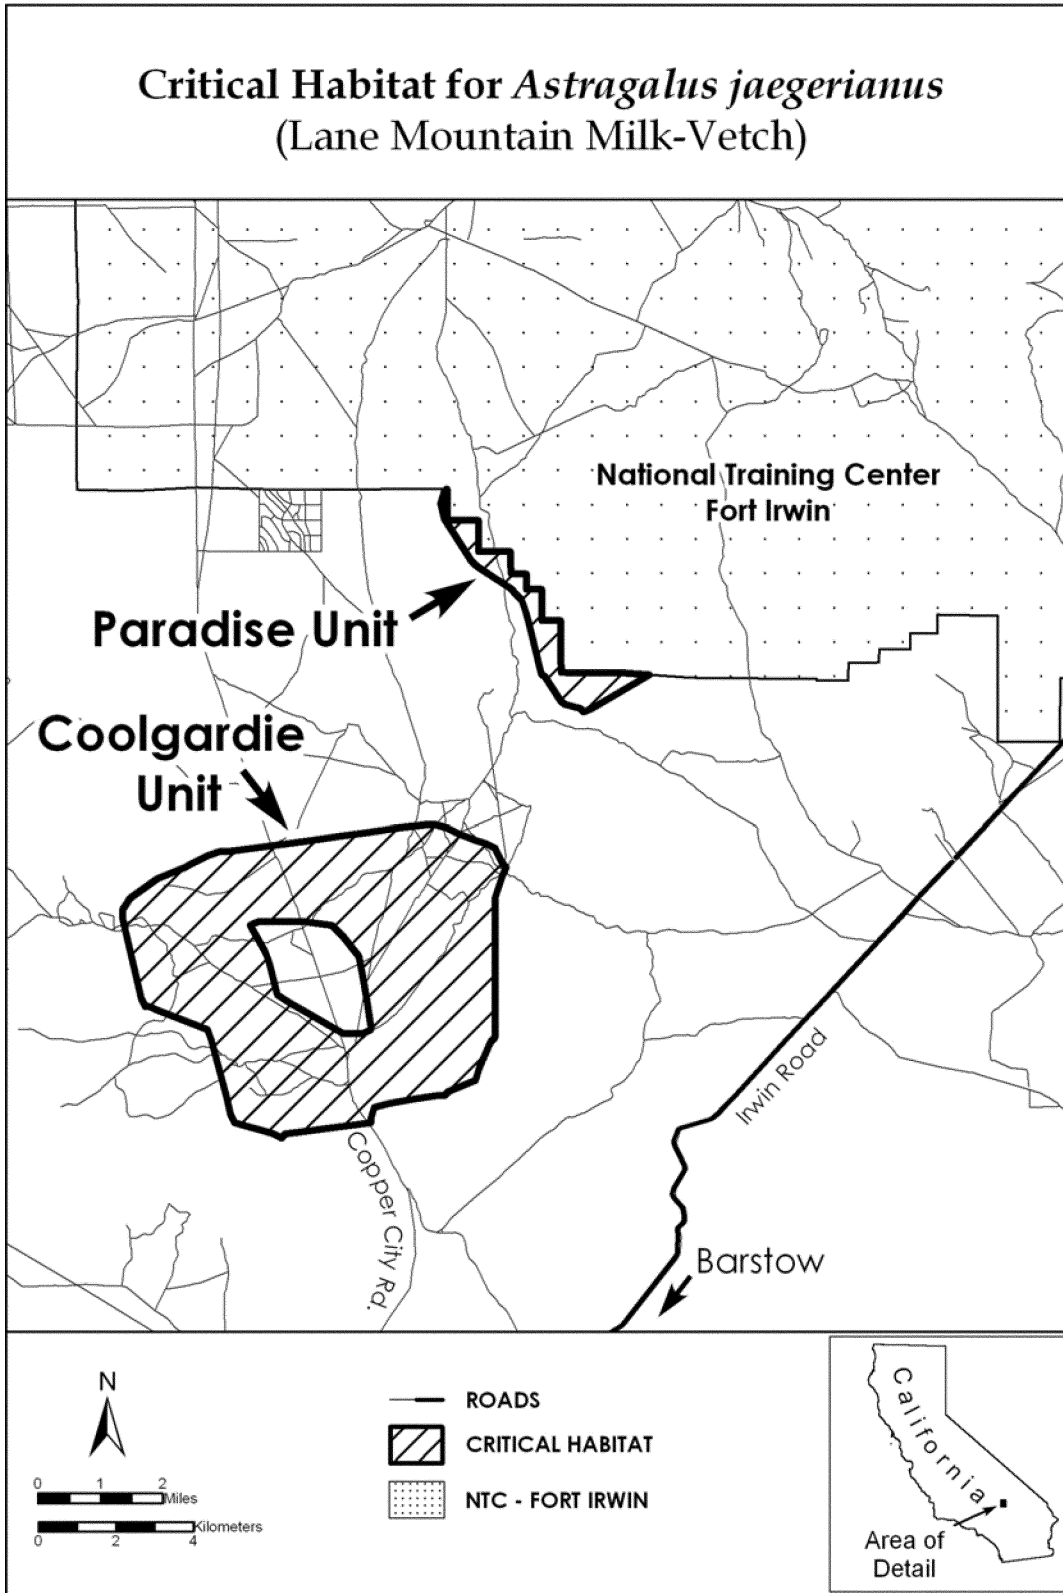 Critical Habitat for Astragalus jaegerianus
(Lane Mountain Milk-Vetch)
National Training Center
Fort Irwin
Paradise Unit
Coolgardie
Unit
Irwin Road
Copper City Rd.
Barstow
N
0 1 2
Miles
Kilometers
0 2 4
ROADS
CRITICAL HABITAT
NTC - FORT IRWIN
California
Area of
Detail